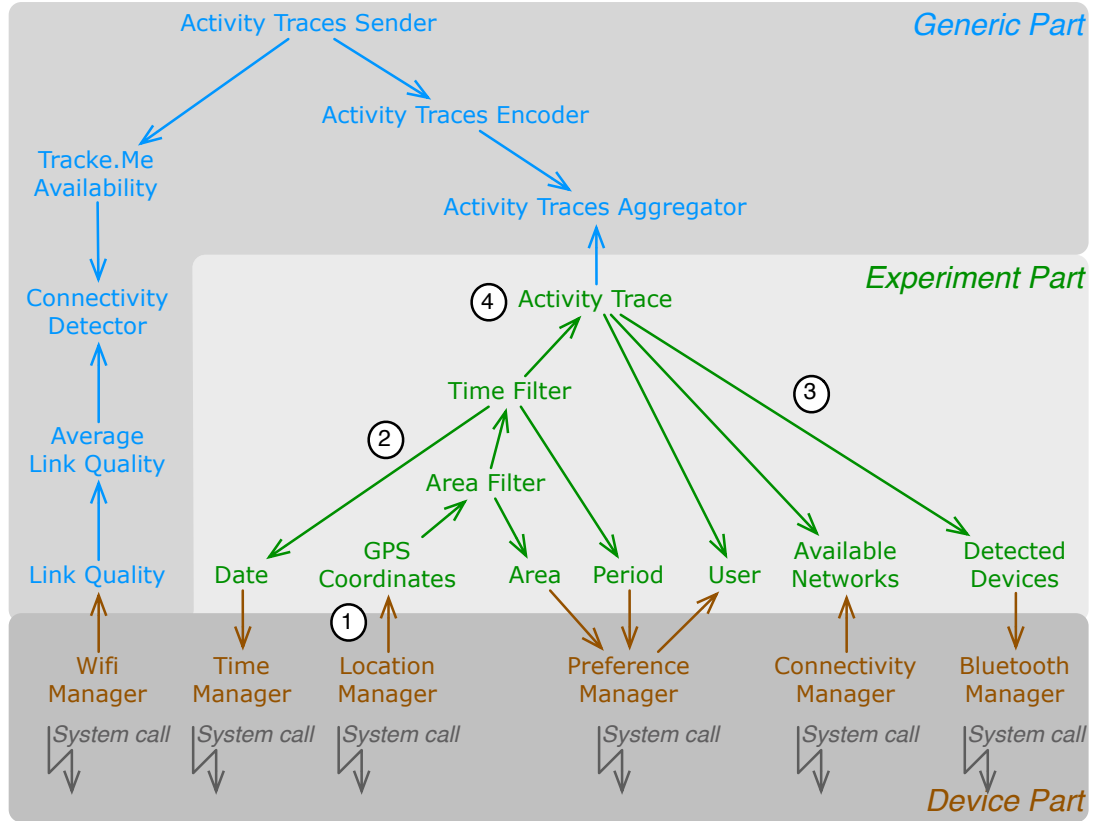 Activity Traces Sender
Generic Part
Activity Traces Encoder
Tracke.Me
Availability
Activity Traces Aggregator
Experiment Part
Connectivity
Detector
4
Activity Trace
Time Filter
3
2
Average
Link Quality
Area Filter
Link Quality
Date
GPS
Coordinates
Area
Period
User
Available
Networks
Detected
Devices
1
Wifi
Manager
Time
Manager
Location
Manager
Preference
Manager
Connectivity
Manager
Bluetooth
Manager
System call
System call
System call
System call
System call
System call
Device Part